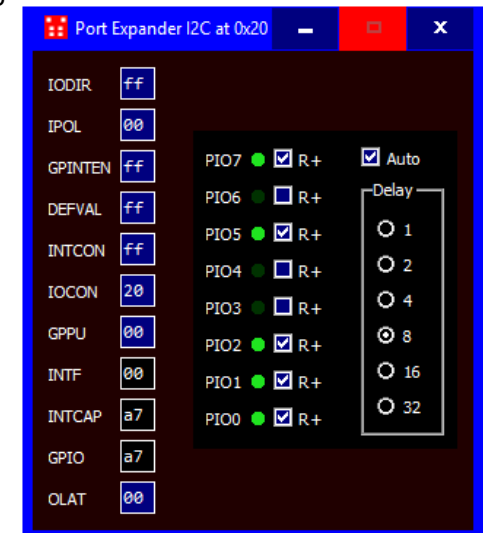 Port Expander I2C at 0x20
IODIR ff
IPOL 00
GPINTEN ff
DEFVAL ff
INTCON ff
IOCON 20
GPPU 00
INTF 00
INTCAP a7
GPIO a7
OLAT 00
PIO7 R+
PIO6 R+
PIO5 R+
PIO4 R+
PIO3 R+
PIO2 R+
PIO1 R+
PIO0 R+
Auto
Delay
1
2
4
8
16
32